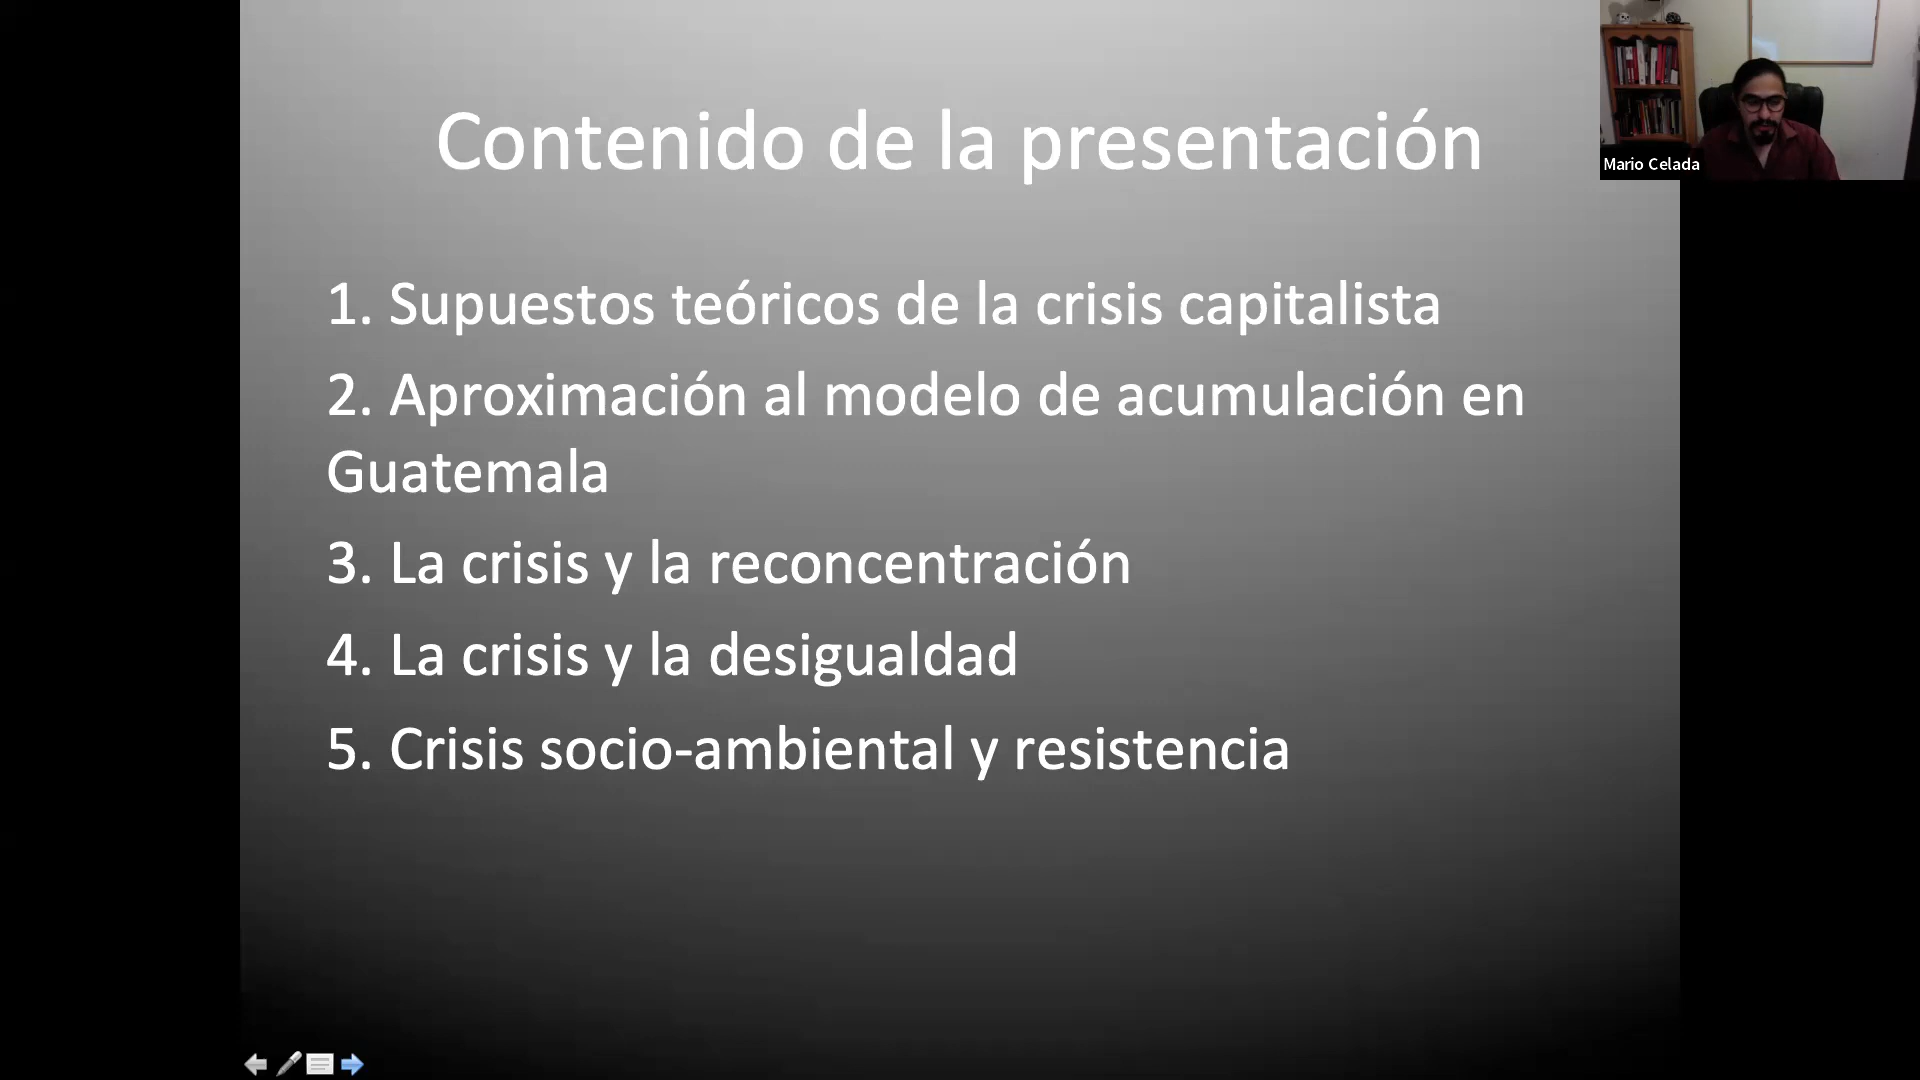 Contenido de la presentación
Mario Celada
1. Supuestos teóricos de la crisis capitalista
2. Aproximación al modelo de acumulación en
Guatemala
3. La crisis y la reconcentración
4. La crisis y la desigualdad
5. Crisis socio-ambiental y resistencia